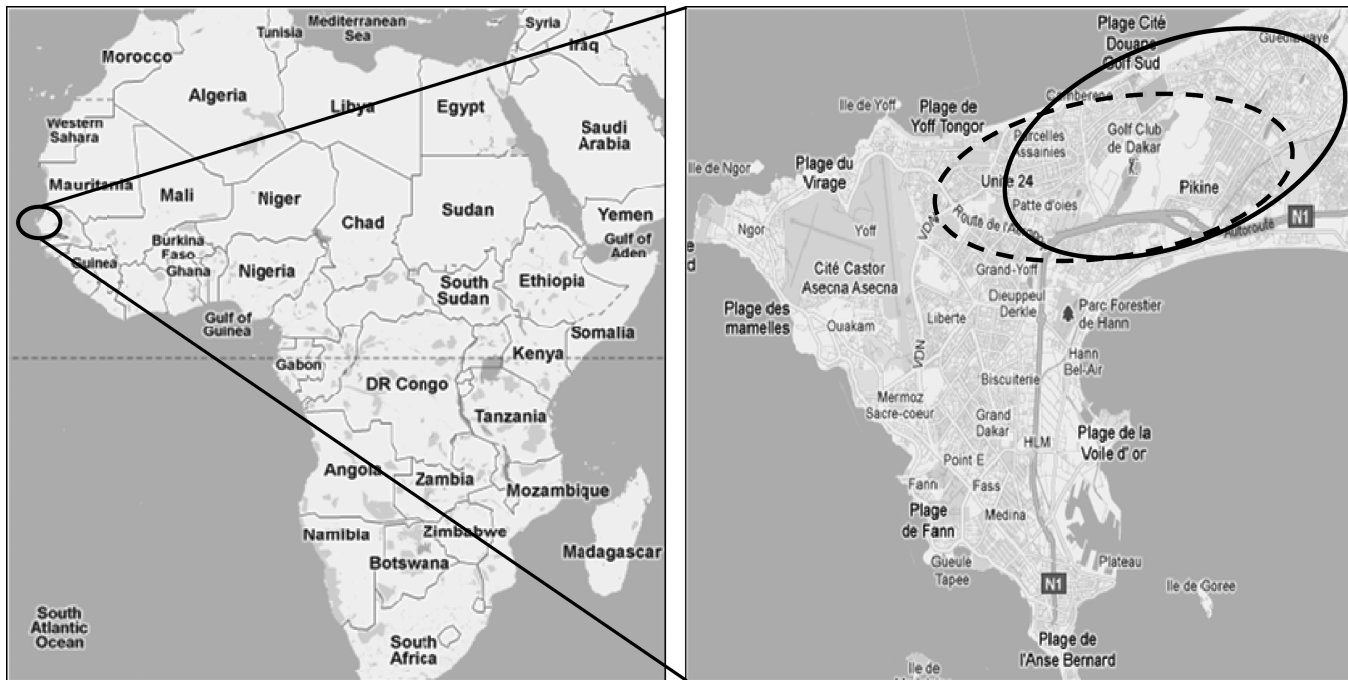 Mediterranean
Sea
Syria
Tunisia
Iraq
Morocco
Algeria
Libya
Egypt
Western
Sahara
Saudi
Arabia
Mauritania
Mali
Niger
Chad
Sudan
Yemen
Gulf of
Aden
Burkina
Faso
Guinea
Ghana
Nigeria
South
Sudan
Ethiopia
Gulf of
Guinea
Somalia
Gabon
Kenya
DR Congo
Tanzania
Angola
Zambia
Mozambique
Namibia
Zimbabwe
Botswana
Madagascar
South
Atlantic
Ocean
South
Africa
Plage Cité
Douane
Golf Sud
Guediawaye
Camberene
Ile de Yoff
Plage de
Yoff Tongor
Parcelles
Assainies
Golf Club
de Dakar
Ile de Ngor
Plage du
Virage
Unite 24
Pikine
Patte d'oies
N1
Route de l'Aerop
Autoroute
VDN
Ngor
Yoff
e
d
Cité Castor
Asecna Asecna
Grand-Yoff
Dieuppeul
Derkle
Parc Forestier
de Hann
Plage des
mamelles
Ouakam
Liberte
VDN
Hann
Bel-Air
Biscuiterie
Mermoz
Sacre-coeur
Grand
Dakar
HLM
Plage de la
Voile d' or
Point E
Fann
Fass
Plage
de Fann
Medina
Gueule
Tapee
Plateau
N1
Ile de Goree
Plage de
l'Anse Bernard
Ile de